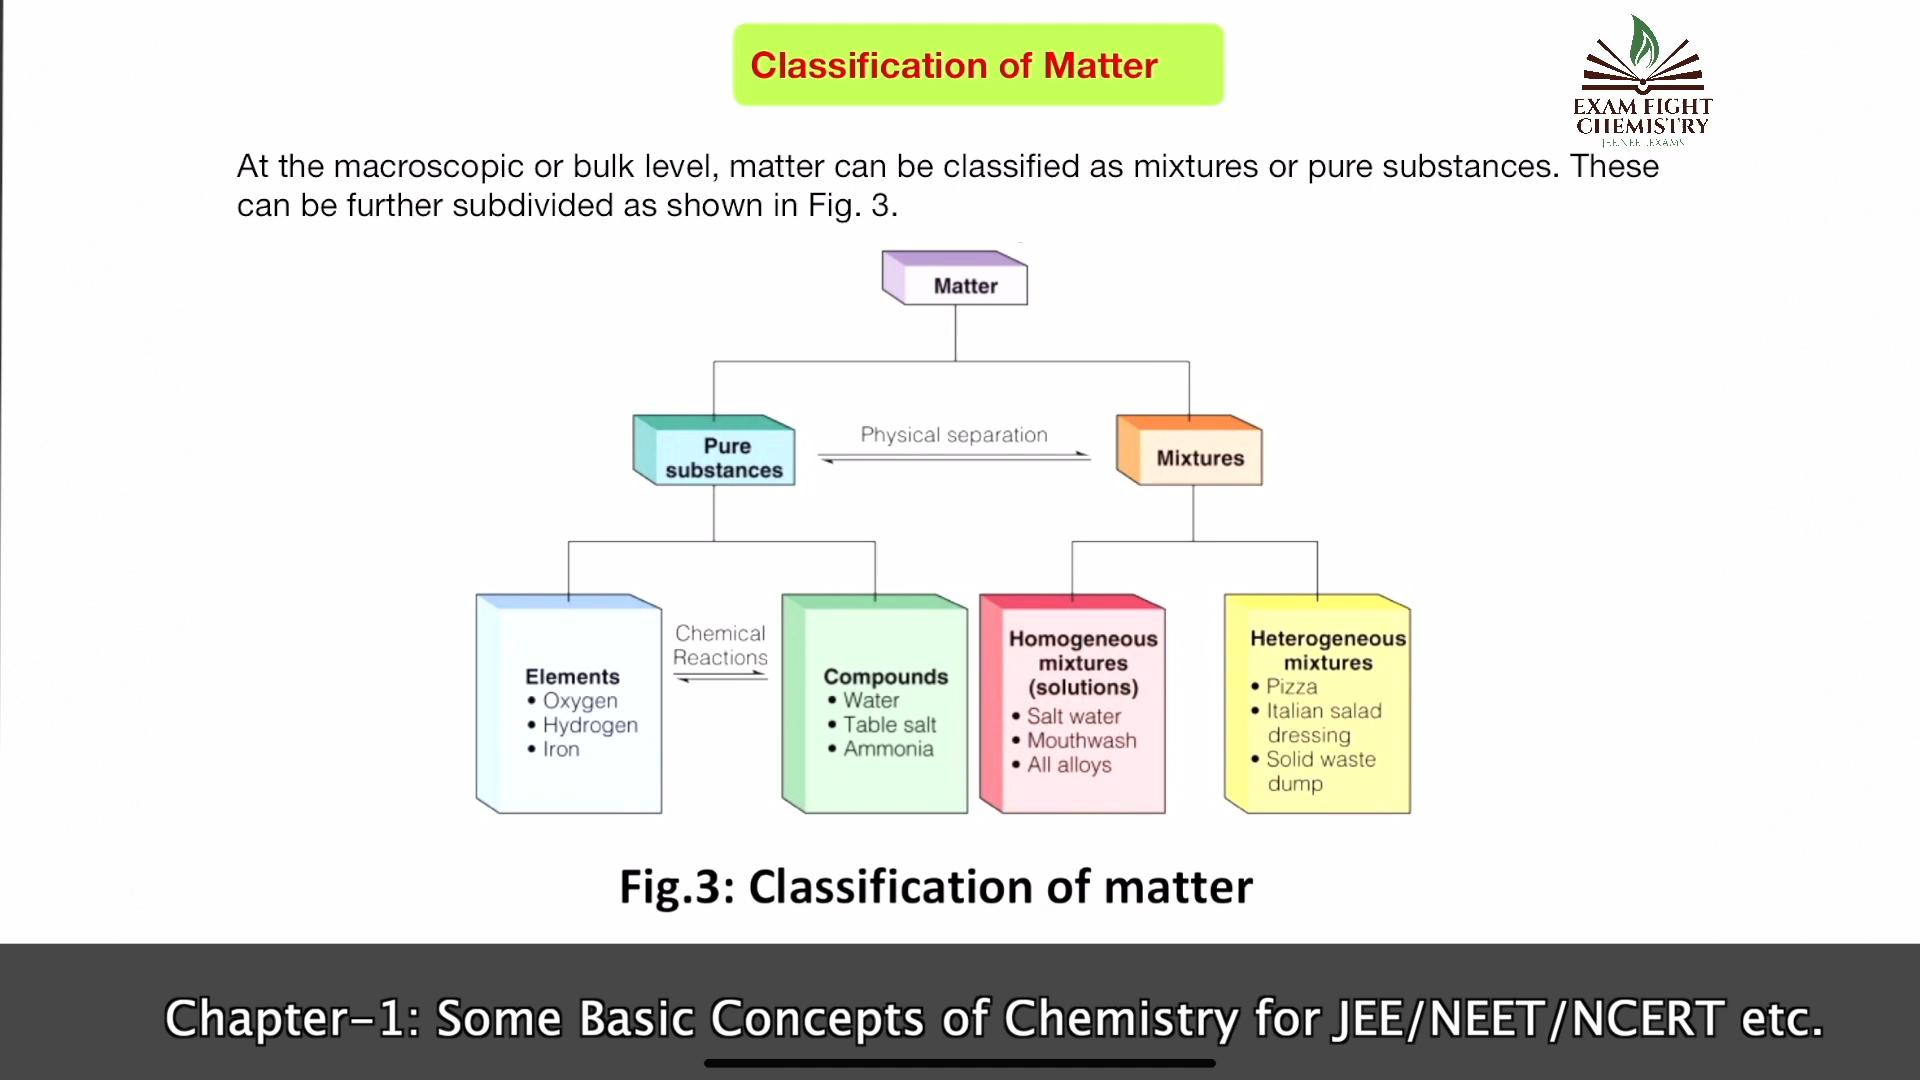 Classification of Matter
EXAM FIGHT
CHEMISTRY
At the macroscopic or bulk level, matter can be classified as mixtures or pure substances. These
can be further subdivided as shown in Fig. 3.
Matter
Pure
substances
Physical separation
Mixtures
Elements
• Oxygen
• Hydrogen
• Iron
Chemical
Reactions
Compounds
• Water
• Table salt
• Ammonia
Homogeneous
mixtures
(solutions)
• Salt water
• Mouthwash
• All alloys
Heterogeneous
mixtures
• Pizza
• Italian salad
dressing
• Solid waste
dump
Fig.3: Classification of matter
Chapter-1: Some Basic Concepts of Chemistry for JEE/NEET/NCERT etc.